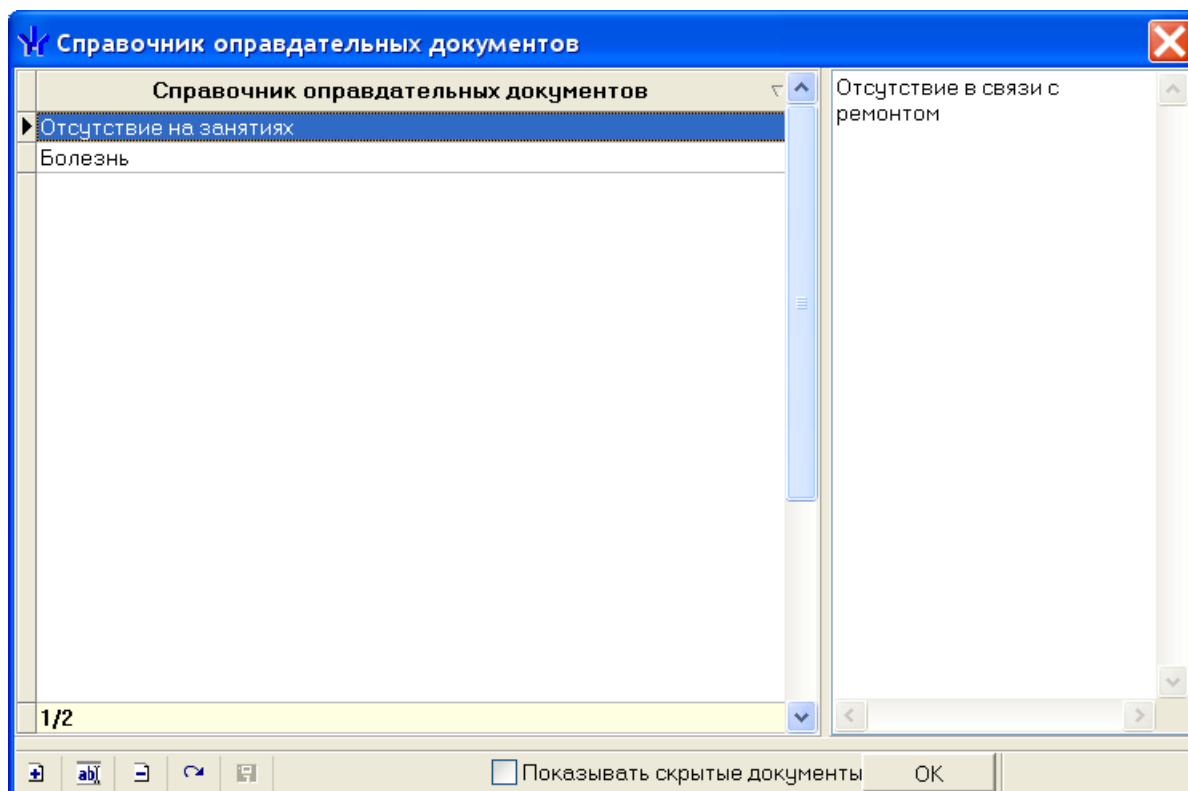 Справочник оправдательных документов
Справочник оправдательных документов
Отсутствие на занятиях
Болезнь
1/2
Отсутствие в связи с
ремонтом
ab
Показывать скрытые документы
OK